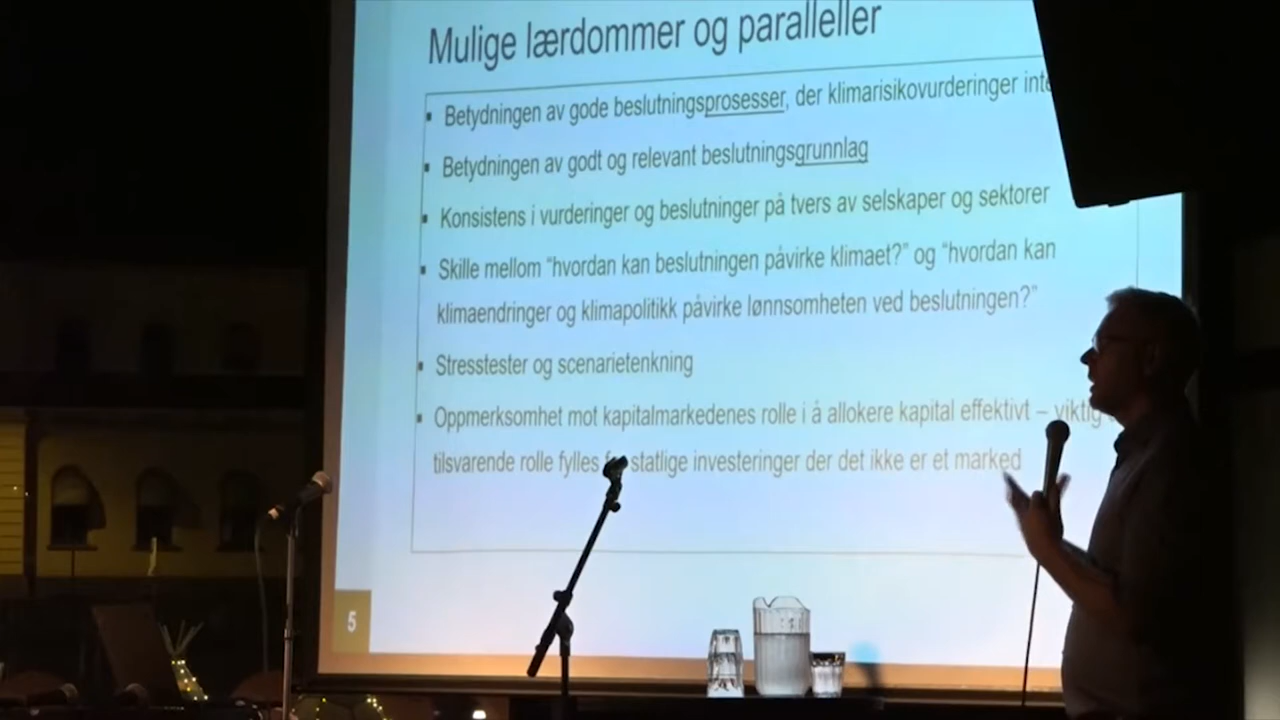 Mulige lærdommer og paralleller
▪ Betydningen av gode beslutningsprosesser, der klimarisikovurderinger
▪ Betydningen av godt og relevant beslutningsgrunnlag
▪ Konsistens i vurderinger og beslutninger på tvers av selskaper og sektorer
▪ Skille mellom “hvordan kan beslutningen påvirke klimaet?” og “hvordan kan
klimaendringer og klimapolitikk påvirke lønnsomheten ved beslutningen?”
▪ Stresstester og scenarietenkning
▪ Oppmerksomhet mot kapitalmarkedenes rolle i å allokere kapital effektivt – viktig
tilsvarende rolle fylles statlige investeringer der det ikke er et marked
5